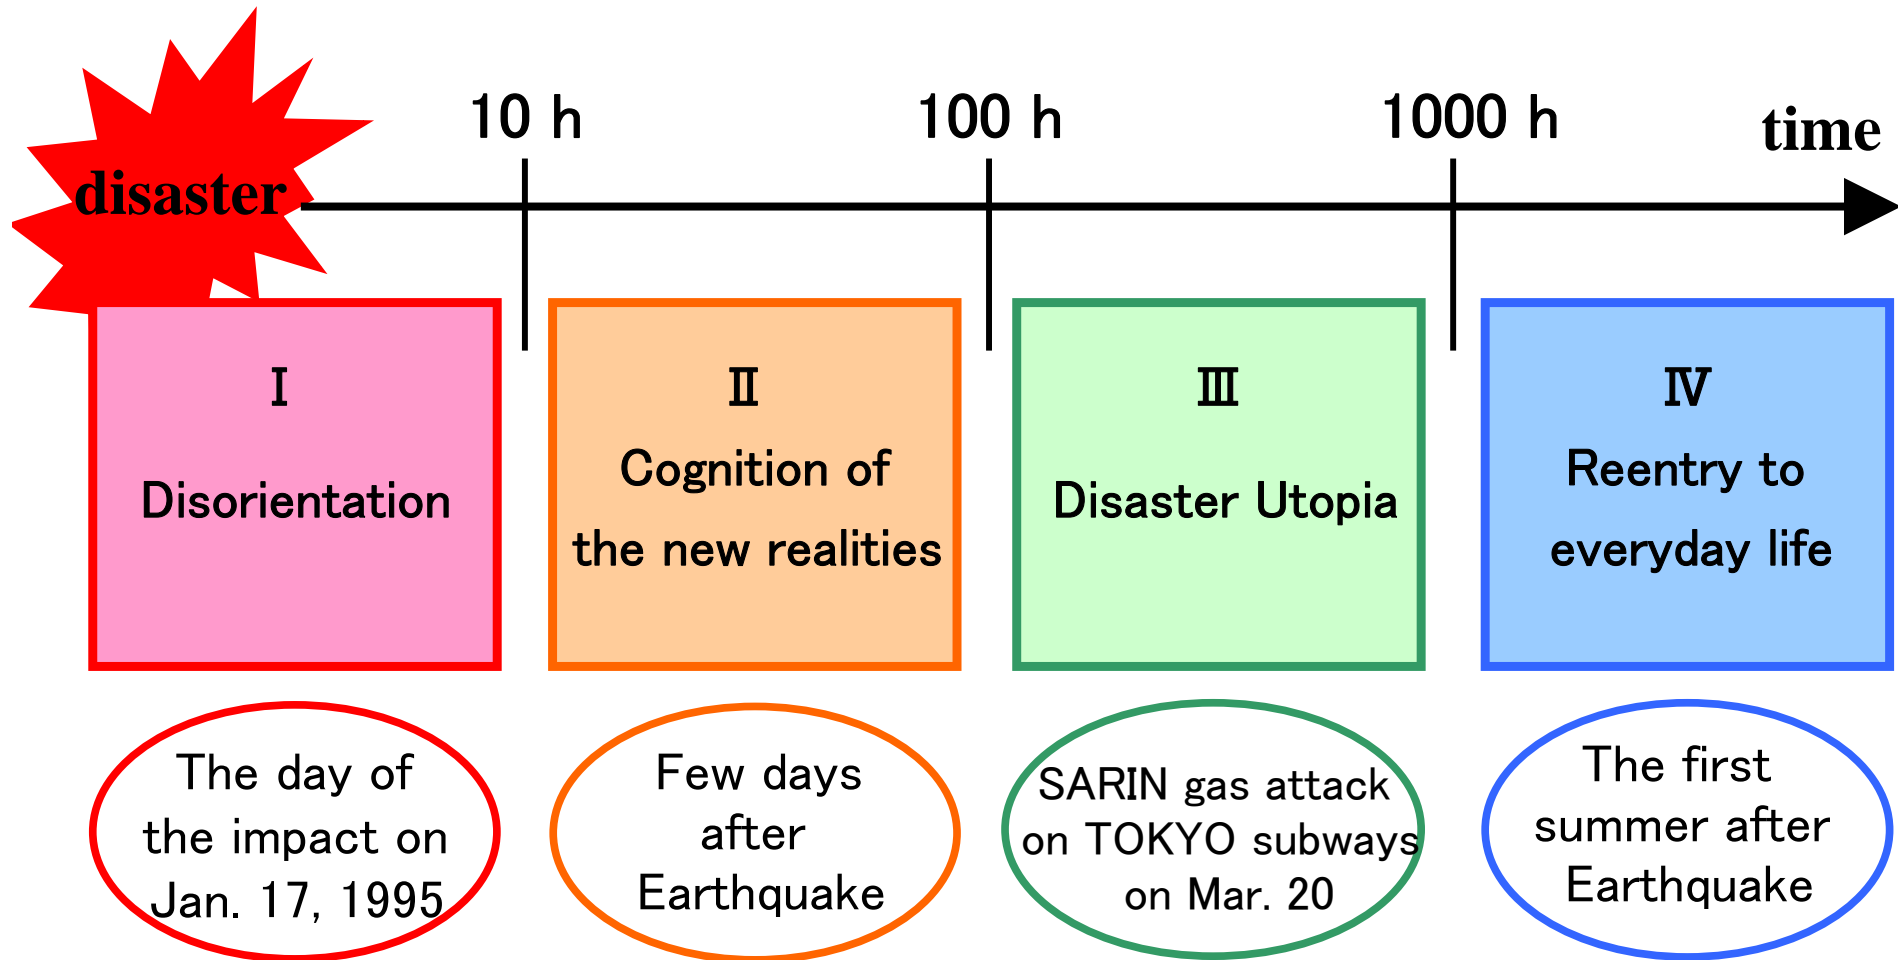 10 h
100 h
1000 h
time
disaster
Ⅰ
Disorientation
Ⅱ
Cognition of
the new realities
Ⅲ
Disaster Utopia
Ⅳ
Reentry to
everyday life
The day of
the impact on
Jan. 17, 1995
Few days
after
Earthquake
SARIN gas attack
on TOKYO subways
on Mar. 20
The first
summer after
Earthquake